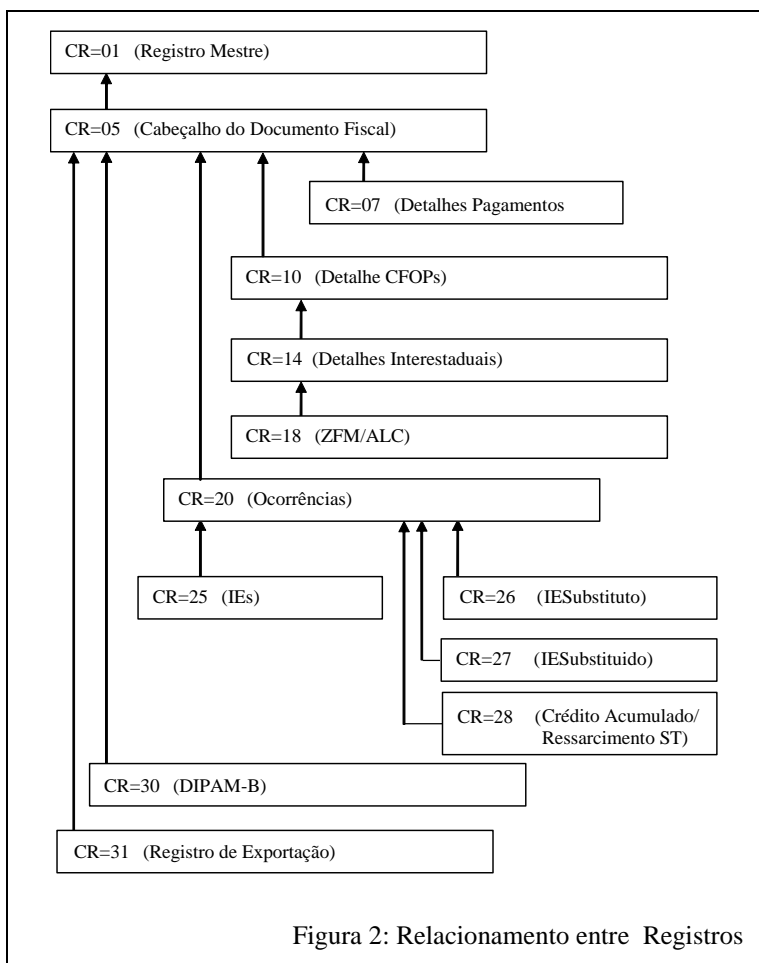 CR=01 (Registro Mestre)
CR=05 (Cabeçalho do Documento Fiscal)
CR=07 (Detalhes Pagamentos
CR=10 (Detalhe CFOPs)
CR=14 (Detalhes Interestaduais)
CR=18 (ZFM/ALC)
CR=20 (Ocorrências)
CR=25 (IEs)
CR=26 (IESubstituto)
CR=27 (IESubstituido)
CR=28 (Crédito Acumulado/
Ressarcimento ST)
CR=30 (DIPAM-B)
CR=31 (Registro de Exportação)
Figura 2: Relacionamento entre Registros